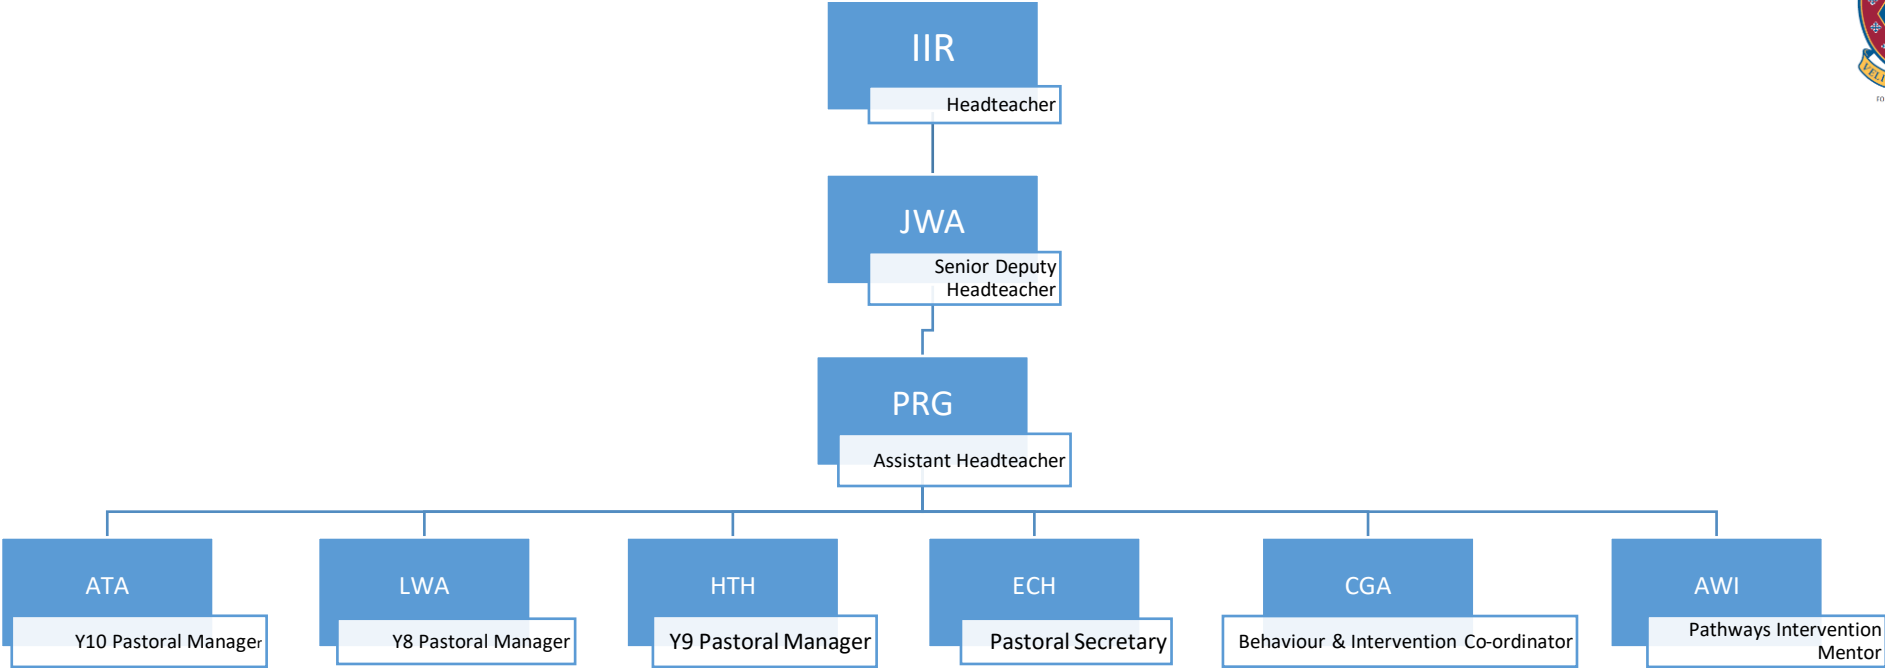 IIR
Headteacher
JWA
Senior Deputy
Headteacher
PRG
Assistant Headteacher
ATA
Y10 Pastoral Manager
LWA
Y8 Pastoral Manager
HTH
Y9 Pastoral Manager
ECH
Pastoral Secretary
CGA
Behaviour & Intervention Co-ordinator
AWI
Pathways Intervention
Mentor